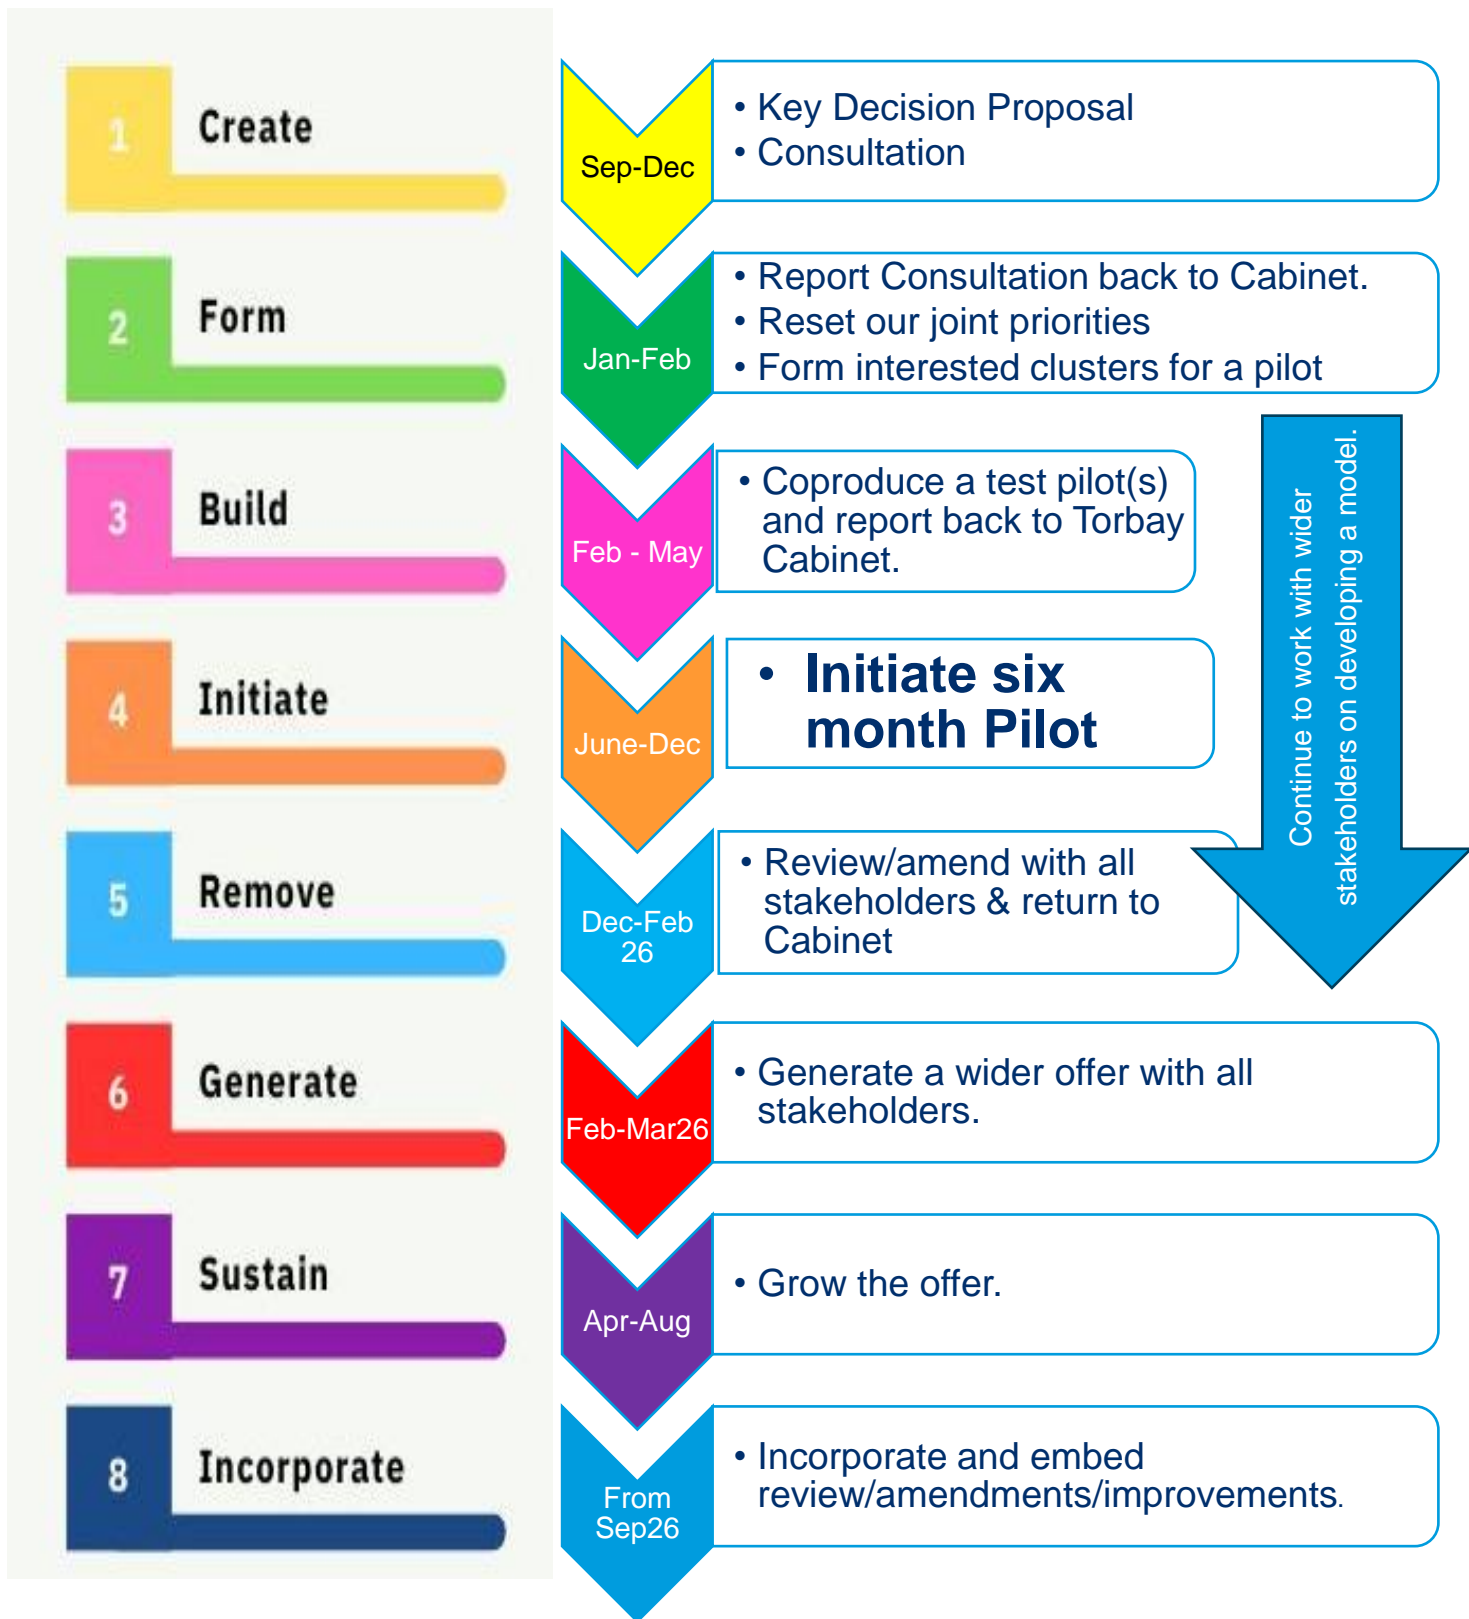 1
Create
Sep-Dec
• Key Decision Proposal
• Consultation
2
Form
Jan-Feb
• Report Consultation back to Cabinet.
• Reset our joint priorities
• Form interested clusters for a pilot
3
Build
Feb - May
• Coproduce a test pilot(s)
and report back to Torbay
Cabinet.
4
Initiate
June-Dec
• Initiate six
month Pilot
Continue to work with wider
stakeholders on developing a model.
5
Remove
Dec-Feb
26
• Review/amend with all
stakeholders & return to
Cabinet
6
Generate
Feb-Mar26
• Generate a wider offer with all
stakeholders.
7
Sustain
Apr-Aug
• Grow the offer.
8
Incorporate
From
Sep26
• Incorporate and embed
review/amendments/improvements.